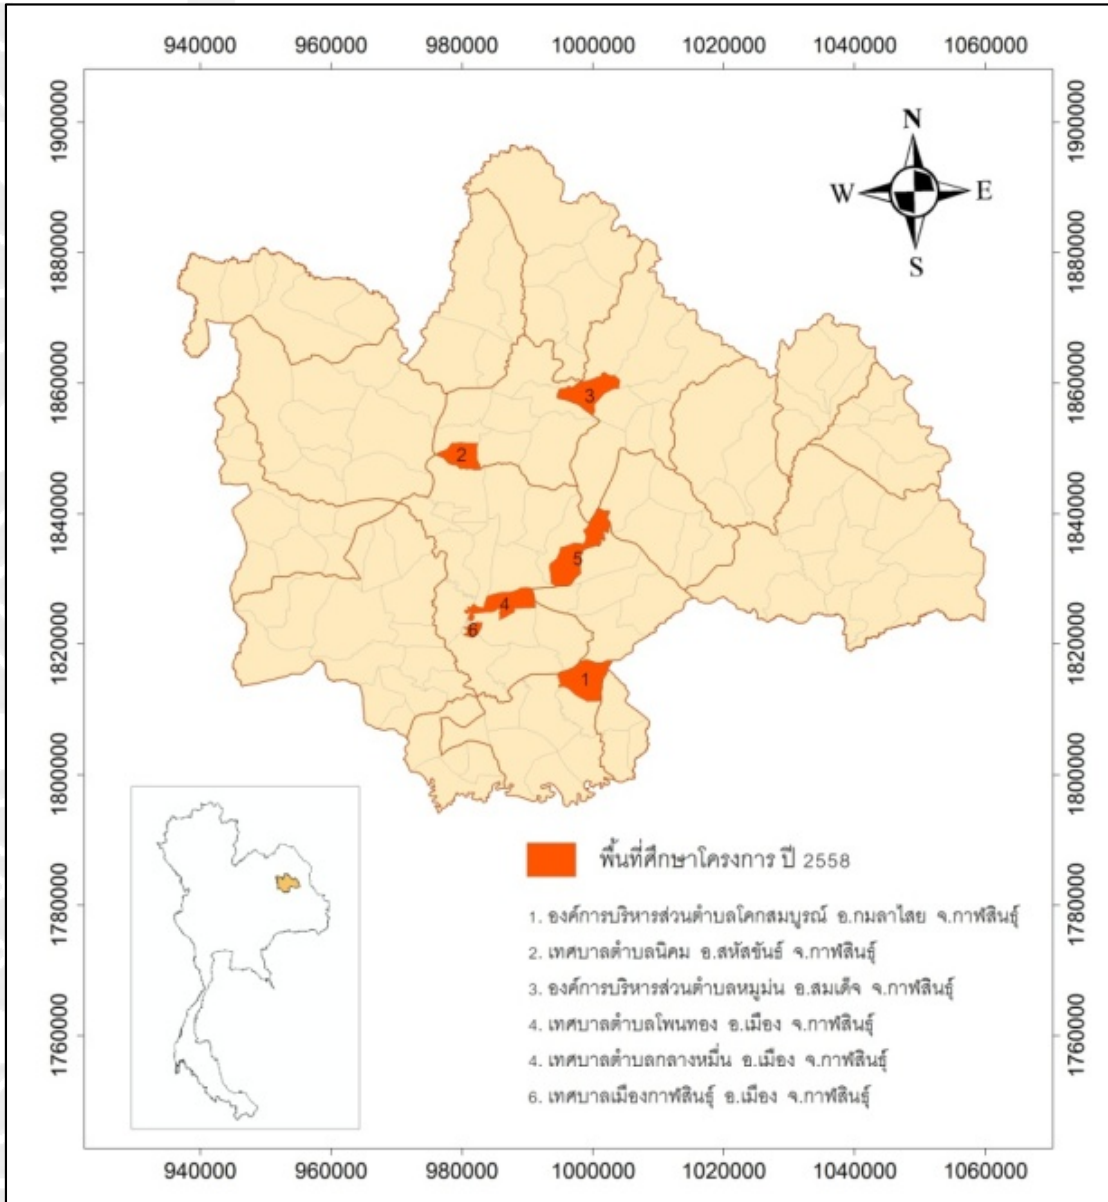 940000 960000 980000 1000000 1020000 1040000 1060000
1900000 1880000 1860000 1840000 1820000 1800000 1780000 1760000
1900000 1880000 1860000 1840000 1820000 1800000 1780000 1760000
N
W E
S
3
2
5
4
6
1
พื้นที่ศึกษาโครงการ ปี 2558
1. องค์การบริหารส่วนตำบลโคกสมบูรณ์ อ.กมลาไสย จ.กาฬสินธุ์
2. เทศบาลตำบลนิคม อ.สหัสขันธ์ จ.กาฬสินธุ์
3. องค์การบริหารส่วนตำบลหมูม่น อ.สมเด็จ จ.กาฬสินธุ์
4. เทศบาลตำบลโพนทอง อ.เมือง จ.กาฬสินธุ์
4. เทศบาลตำบลกลางหมื่น อ.เมือง จ.กาฬสินธุ์
6. เทศบาลเมืองกาฬสินธุ์ อ.เมือง จ.กาฬสินธุ์
940000 960000 980000 1000000 1020000 1040000 1060000